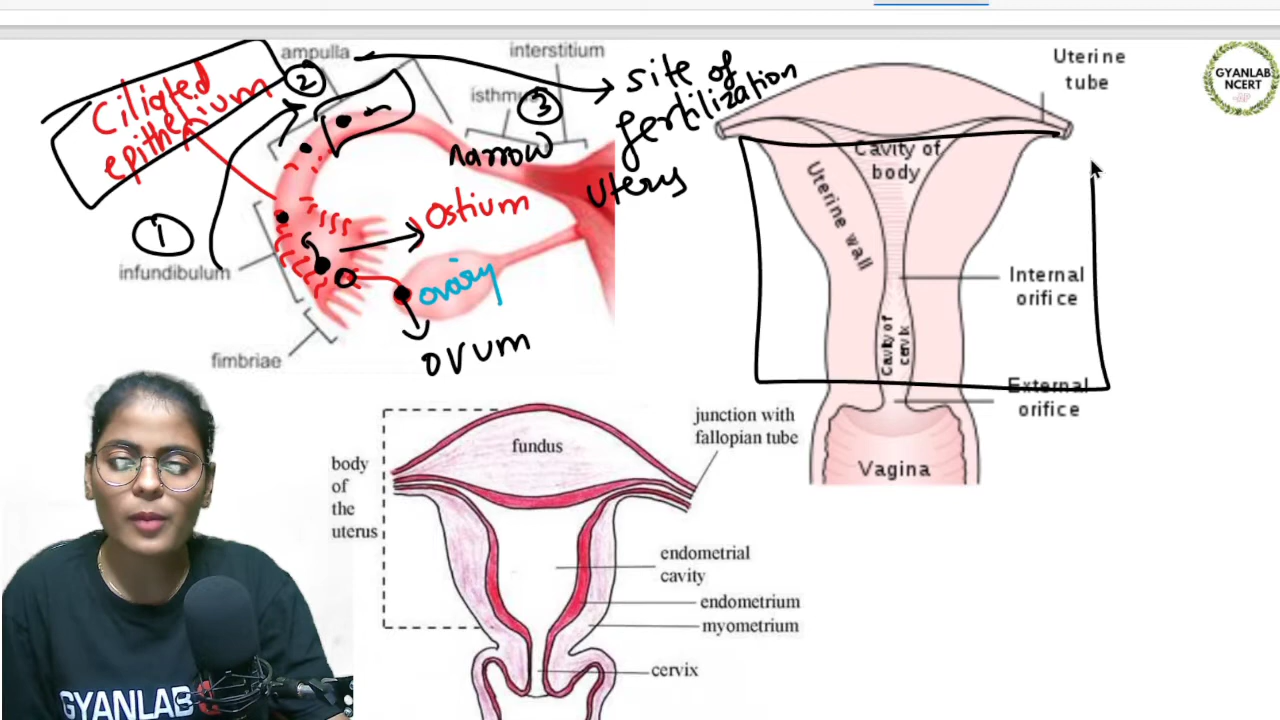 ampulla
interstitium
isthmu
Ciliated
epithelium
2
3
site of
fertilization
narrow
Uterus
Ostium
1
infundibulum
ovary
ovum
fimbriae
Uterine
tube
GYANLAB
NCERT
-AP
Cavity of
body
Uterine wall
Internal
orifice
Cavity of
cervix
External
orifice
Vagina
junction with
fallopian tube
fundus
body
of
the
uterus
endometrial
cavity
endometrium
myometrium
cervix
GYANLAB